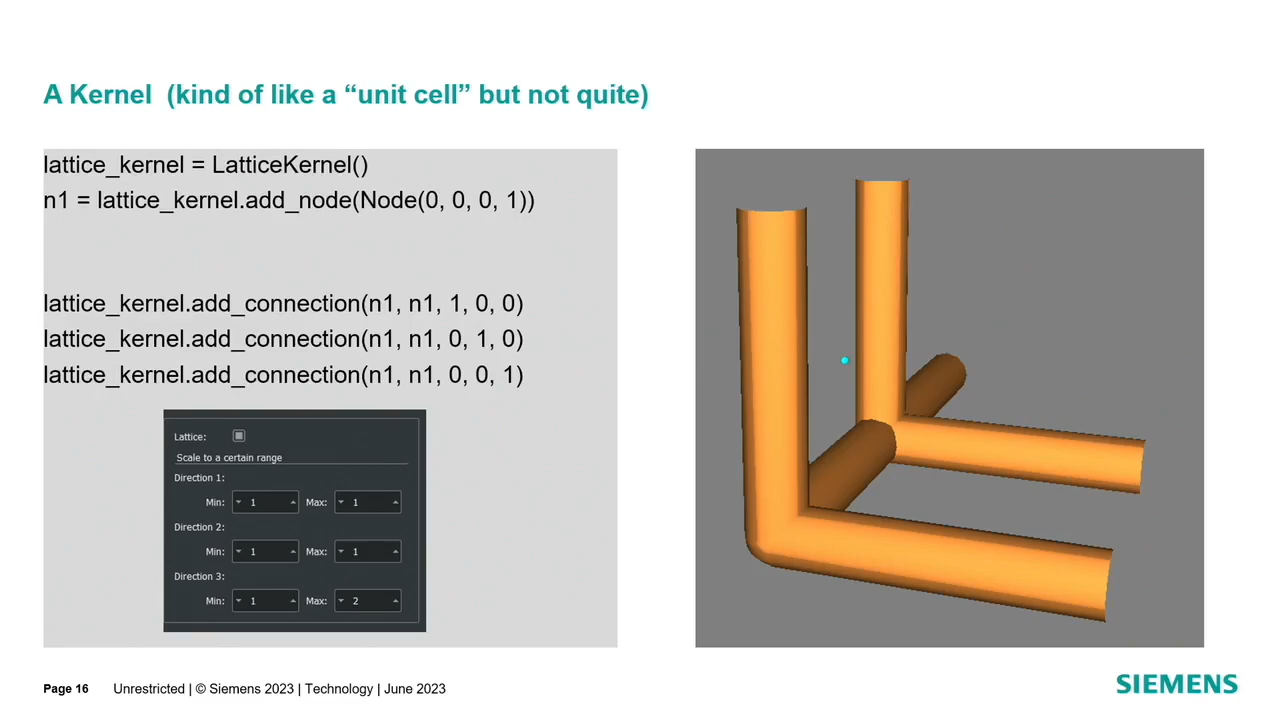 A Kernel (kind of like a “unit cell” but not quite)
lattice_kernel = LatticeKernel()
n1 = lattice_kernel.add_node(Node(0, 0, 0, 1))
lattice_kernel.add_connection(n1, n1, 1, 0, 0)
lattice_kernel.add_connection(n1, n1, 0, 1, 0)
lattice_kernel.add_connection(n1, n1, 0, 0, 1)
Lattice:
Scale to a certain range
Direction 1:
Min: 1 Max: 1
Direction 2:
Min: 1 Max: 1
Direction 3:
Min: 1 Max: 2
Page 16 Unrestricted | © Siemens 2023 | Technology | June 2023
SIEMENS